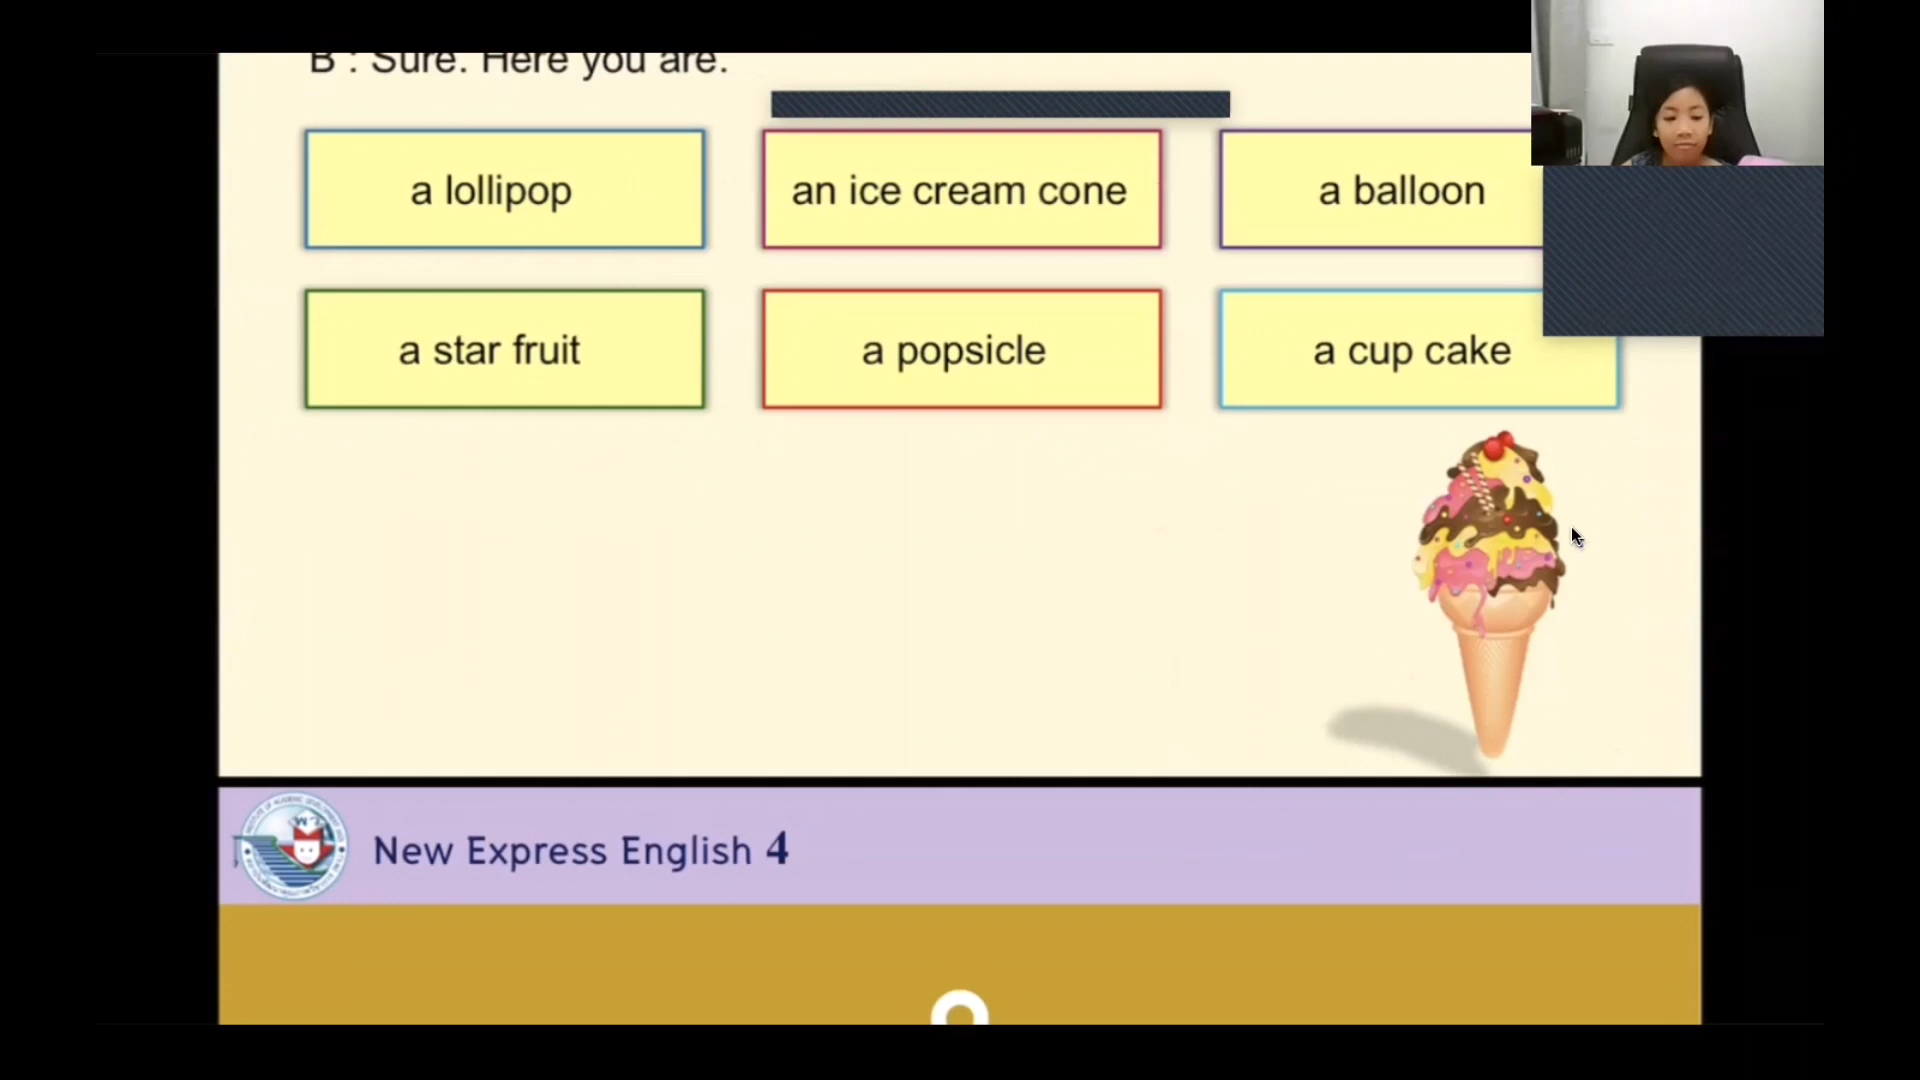 B : Sure. Here you are.
a lollipop
an ice cream cone
a balloon
a star fruit
a popsicle
a cup cake
New Express English 4